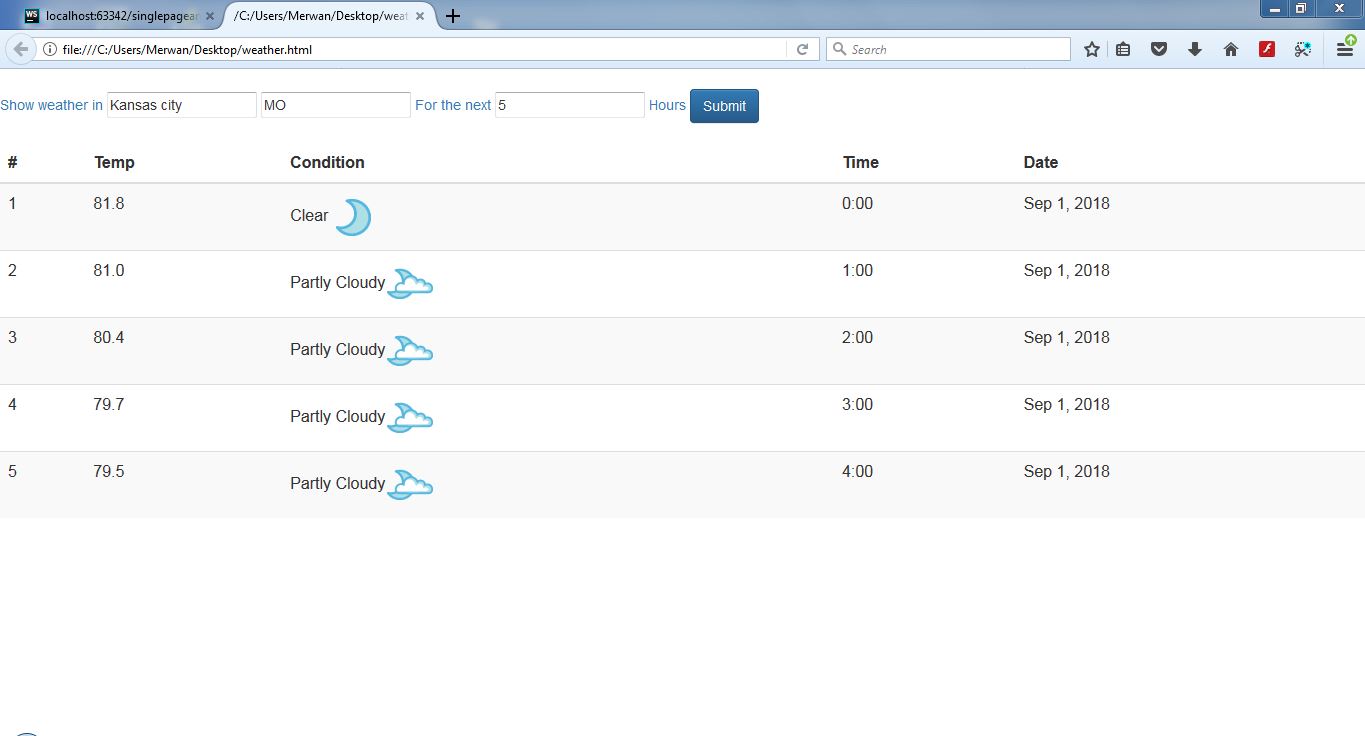 WS localhost:63342/singlepagear
/C:/Users/Merwan/Desktop/weat
file:///C:/Users/Merwan/Desktop/weather.html
Search
Show weather in Kansas city MO For the next 5 Hours Submit
# Temp Condition Time Date
1 81.8 Clear 0:00 Sep 1, 2018
2 81.0 Partly Cloudy 1:00 Sep 1, 2018
3 80.4 Partly Cloudy 2:00 Sep 1, 2018
4 79.7 Partly Cloudy 3:00 Sep 1, 2018
5 79.5 Partly Cloudy 4:00 Sep 1, 2018